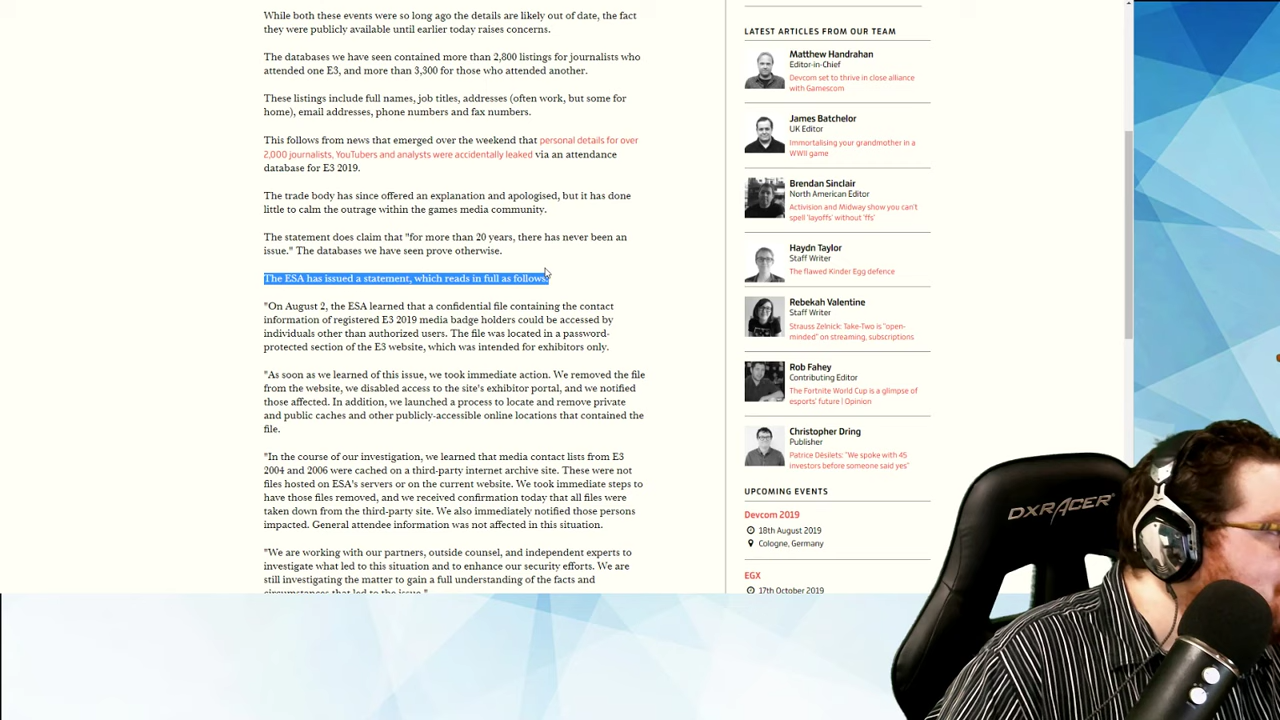 While both these events were so long ago the details are likely out of date, the fact
they were publicly available until earlier today raises concerns.
The databases we have seen contained more than 2,800 listings for journalists who
attended one E3, and more than 3,300 for those who attended another.
These listings include full names, job titles, addresses (often work, but some for
home), email addresses, phone numbers and fax numbers.
This follows from news that emerged over the weekend that personal details for over
2,000 journalists, YouTubers and analysts were accidentally leaked via an attendance
database for E3 2019.
The trade body has since offered an explanation and apologised, but it has done
little to calm the outrage within the games media community.
The statement does claim that "for more than 20 years, there has never been an
issue." The databases we have seen prove otherwise.
The ESA has issued a statement, which reads in full as follows:
"On August 2, the ESA learned that a confidential file containing the contact
information of registered E3 2019 media badge holders could be accessed by
individuals other than authorized users. The file was located in a password-
protected section of the E3 website, which was intended for exhibitors only.
"As soon as we learned of this issue, we took immediate action. We removed the file
from the website, we disabled access to the site's exhibitor portal, and we notified
those affected. In addition, we launched a process to locate and remove private
and public caches and other publicly-accessible online locations that contained the
file.
"In the course of our investigation, we learned that media contact lists from E3
2004 and 2006 were cached on a third-party internet archive site. These were not
files hosted on ESA's servers or on the current website. We took immediate steps to
have those files removed, and we received confirmation today that all files were
taken down from the third-party site. We also immediately notified those persons
impacted. General attendee information was not affected in this situation.
"We are working with our partners, outside counsel, and independent experts to
investigate what led to this situation and to enhance our security efforts. We are
still investigating the matter to gain a full understanding of the facts and
circumstances that led to the issue."
LATEST ARTICLES FROM OUR TEAM
Matthew Handrahan
Editor-in-Chief
Devcom set to thrive in close alliance
with Gamescom
James Batchelor
UK Editor
Immortalising your grandmother in a
WWII game
Brendan Sinclair
North American Editor
Activision and Midway show you can't
spell 'layoffs' without 'ffs'
Haydn Taylor
Staff Writer
The flawed Kinder Egg defence
Rebekah Valentine
Staff Writer
Strauss Zelnick: Take-Two is "open-
minded" on streaming, subscriptions
Rob Fahey
Contributing Editor
The Fortnite World Cup is a glimpse of
esports' future | Opinion
Christopher Dring
Publisher
Patrice Désilets: "We spoke with 45
investors before someone said yes"
UPCOMING EVENTS
Devcom 2019
18th August 2019
Cologne, Germany
EGX
17th October 2019
DXRACER